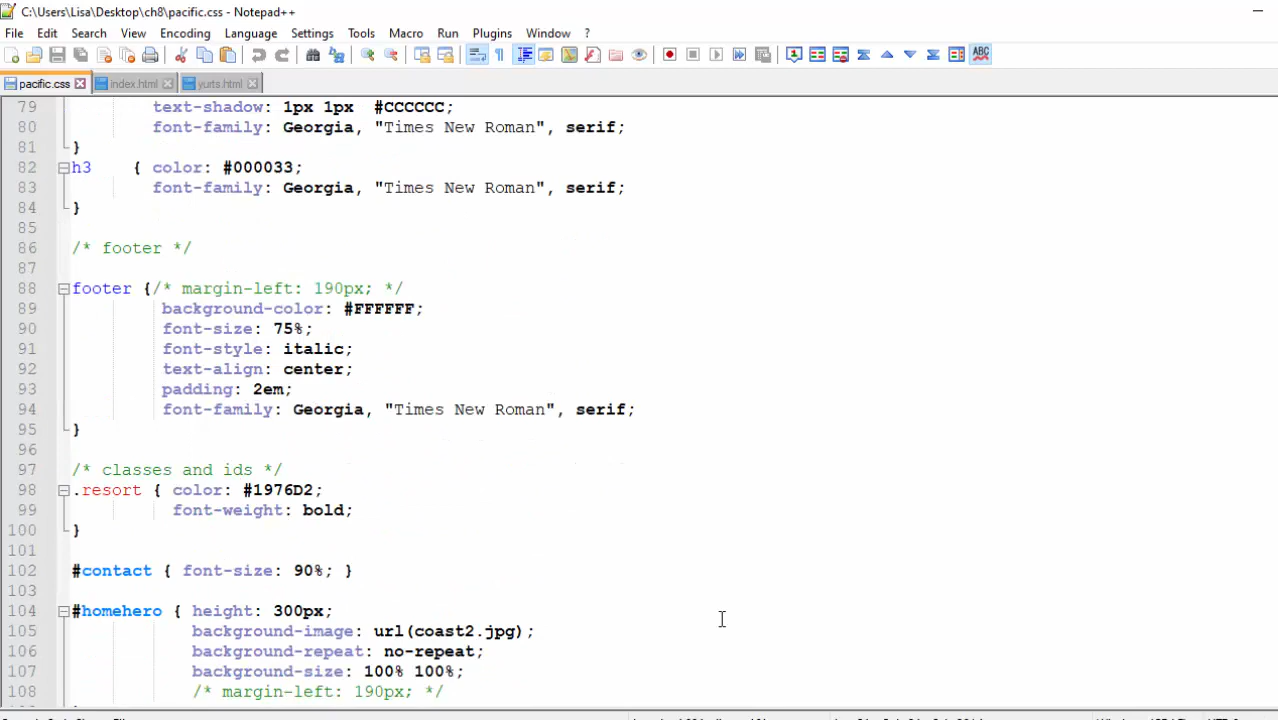 C:\Users\Lisa\Desktop\ch8\pacific.css - Notepad++
File Edit Search View Encoding Language Settings Tools Macro Run Plugins Window ?
ABC
pacific.css index.html yurts.html
79 text-shadow: 1px 1px #CCCCCC;
80 font-family: Georgia, "Times New Roman", serif;
81 }
82 h3 { color: #000033;
83 font-family: Georgia, "Times New Roman", serif;
84 }
85
86 /* footer */
87
88 footer {/* margin-left: 190px; */
89 background-color: #FFFFFF;
90 font-size: 75%;
91 font-style: italic;
92 text-align: center;
93 padding: 2em;
94 font-family: Georgia, "Times New Roman", serif;
95 }
96
97 /* classes and ids */
98 .resort { color: #1976D2;
99 font-weight: bold;
100 }
101
102 #contact { font-size: 90%; }
103
104 #homehero { height: 300px;
105 background-image: url(coast2.jpg);
106 background-repeat: no-repeat;
107 background-size: 100% 100%;
108 /* margin-left: 190px; */